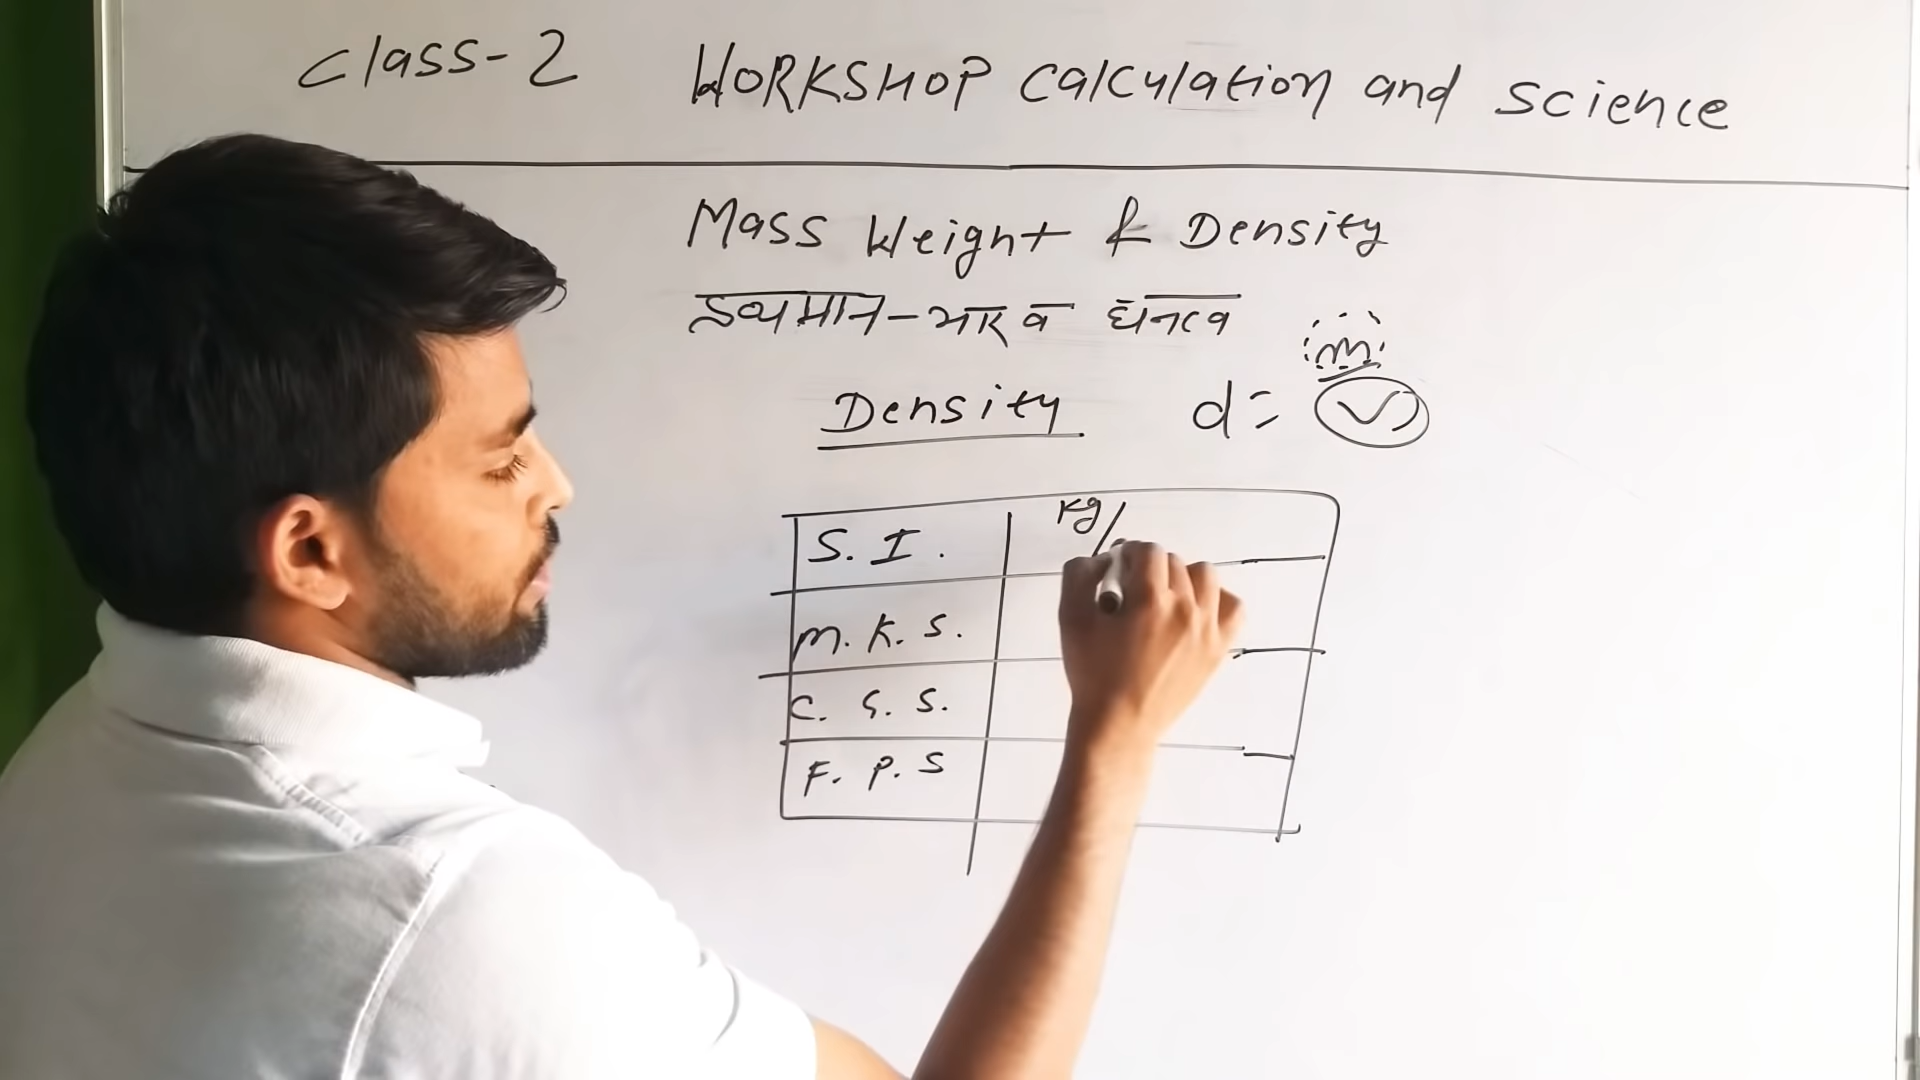 Class-2 WORKSHOP Calculation and Science
Mass Weight & Density
द्रव्यमान-भार व घनत्व
Density d = m/V
S. I. Kg/
M. K. S.
C. G. S.
F. P. S